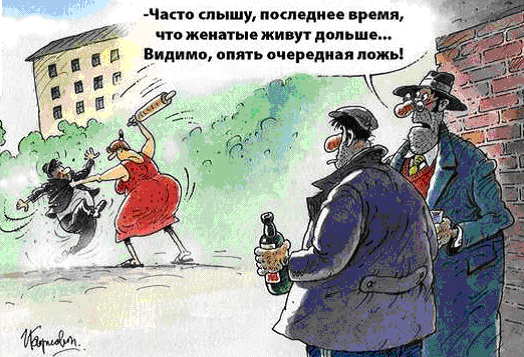 -Часто слышу, последнее время,
что женатые живут дольше...
Видимо, опять очередная ложь!